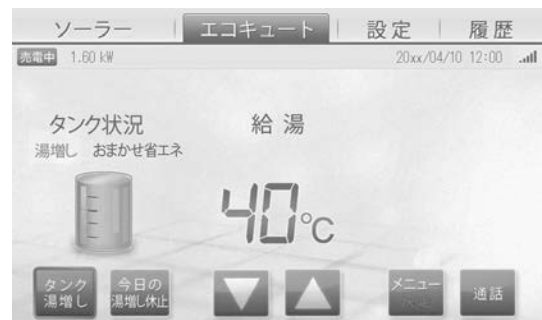 ソーラー エコキュート 設定 履歴
売電中 1.60 kW 20xx/04/10 12:00
タンク状況 給湯
湯増し おまかせ省エネ
40℃
タンク 今日の メニュー 通話
湯増し 湯増し休止